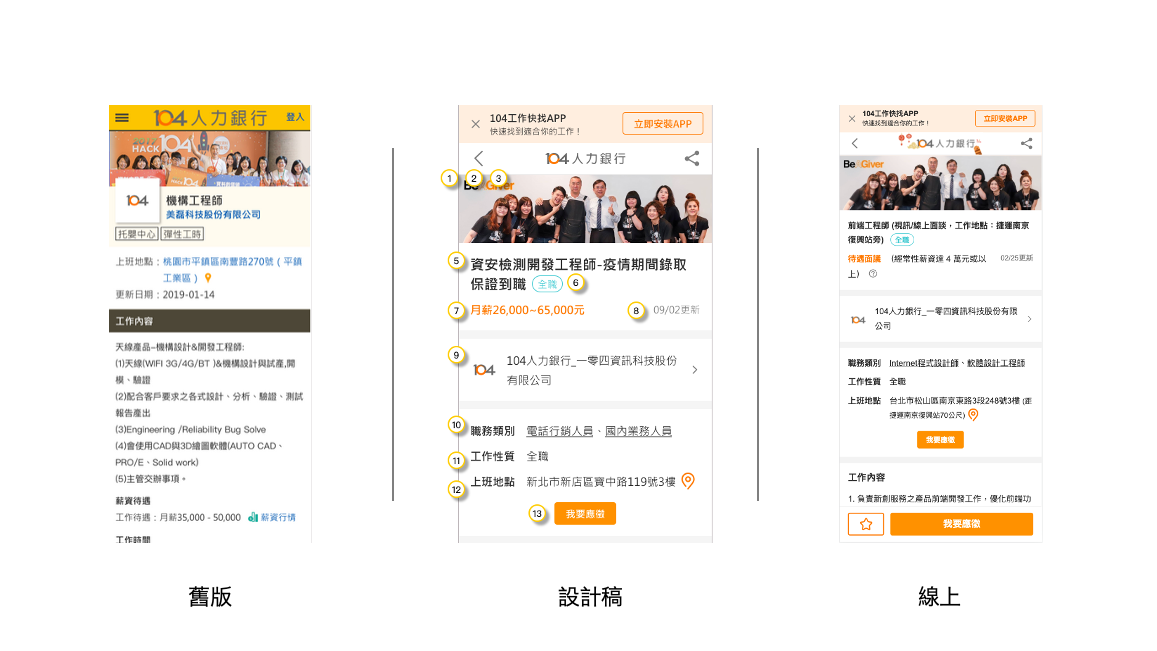 104人力銀行 登入
2017
HACK
104
104 機構工程師
美磊科技股份有限公司
托嬰中心 彈性工時
上班地點：桃園市平鎮區南豐路270號（平鎮
工業區）
更新日期：2019-01-14
工作內容
天線產品–機構設計&開發工程師:
(1)天線(WIFI 3G/4G/BT )&機構設計與試產,開
模、驗證
(2)配合客戶要求之各式設計、分析、驗證、測試
報告產出
(3)Engineering /Reliability Bug Solve
(4)會使用CAD與3D繪圖軟體(AUTO CAD、
PRO/E、Solid work)
(5)主管交辦事項。
薪資待遇
工作待遇：月薪35,000 - 50,000 薪資行情
工作時間
舊版
104工作快找APP
快速找到適合你的工作！
立即安裝APP
104人力銀行
1 2 3
Be Giver
5 資安檢測開發工程師-疫情期間錄取
保證到職 全職 6
7 月薪26,000~65,000元 8 09/02更新
9 104 104人力銀行_一零四資訊科技股份
有限公司
10 職務類別 電話行銷人員、國內業務人員
11 工作性質 全職
12 上班地點 新北市新店區寶中路119號3樓
13 我要應徵
設計稿
104工作快找APP
快速找到適合你的工作！
立即安裝APP
104人力銀行
Be A Giver
前端工程師 (視訊/線上面談，工作地點：捷運南京
復興站旁) 全職
待遇面議 （經常性薪資達 4 萬元或以
上） 02/25更新
104 104人力銀行_一零四資訊科技股份有限
公司
職務類別 Internet程式設計師、軟體設計工程師
工作性質 全職
上班地點 台北市松山區南京東路3段248號3樓 (距
捷運南京復興站70公尺)
我要應徵
工作內容
1. 負責新創服務之產品前端開發工作，優化前端功
我要應徵
線上